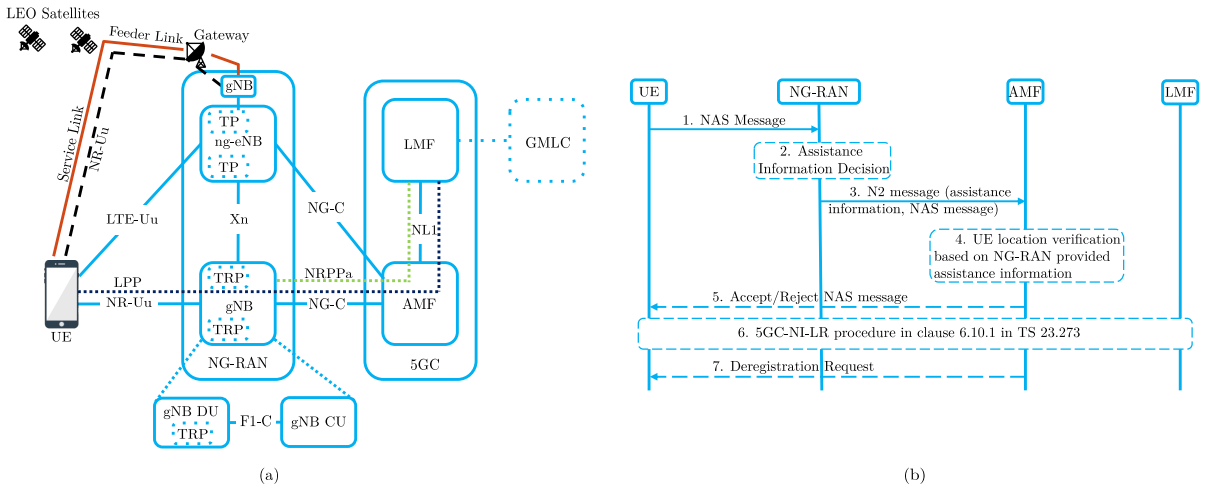 LEO Satellites
Feeder Link
Gateway
Service Link
NR-Uu
gNB
TP
ng-eNB
TP
LMF
GMLC
LTE-Uu
Xn
NG-C
NL1
LPP
TRP
NRPPa
NR-Uu
gNB
NG-C
AMF
TRP
UE
NG-RAN
5GC
gNB DU
TRP
F1-C
gNB CU
(a)
UE
NG-RAN
AMF
LMF
1. NAS Message
2. Assistance
Information Decision
3. N2 message (assistance
information, NAS message)
4. UE location verification
based on NG-RAN provided
assistance information
5. Accept/Reject NAS message
6. 5GC-NI-LR procedure in clause 6.10.1 in TS 23.273
7. Deregistration Request
(b)